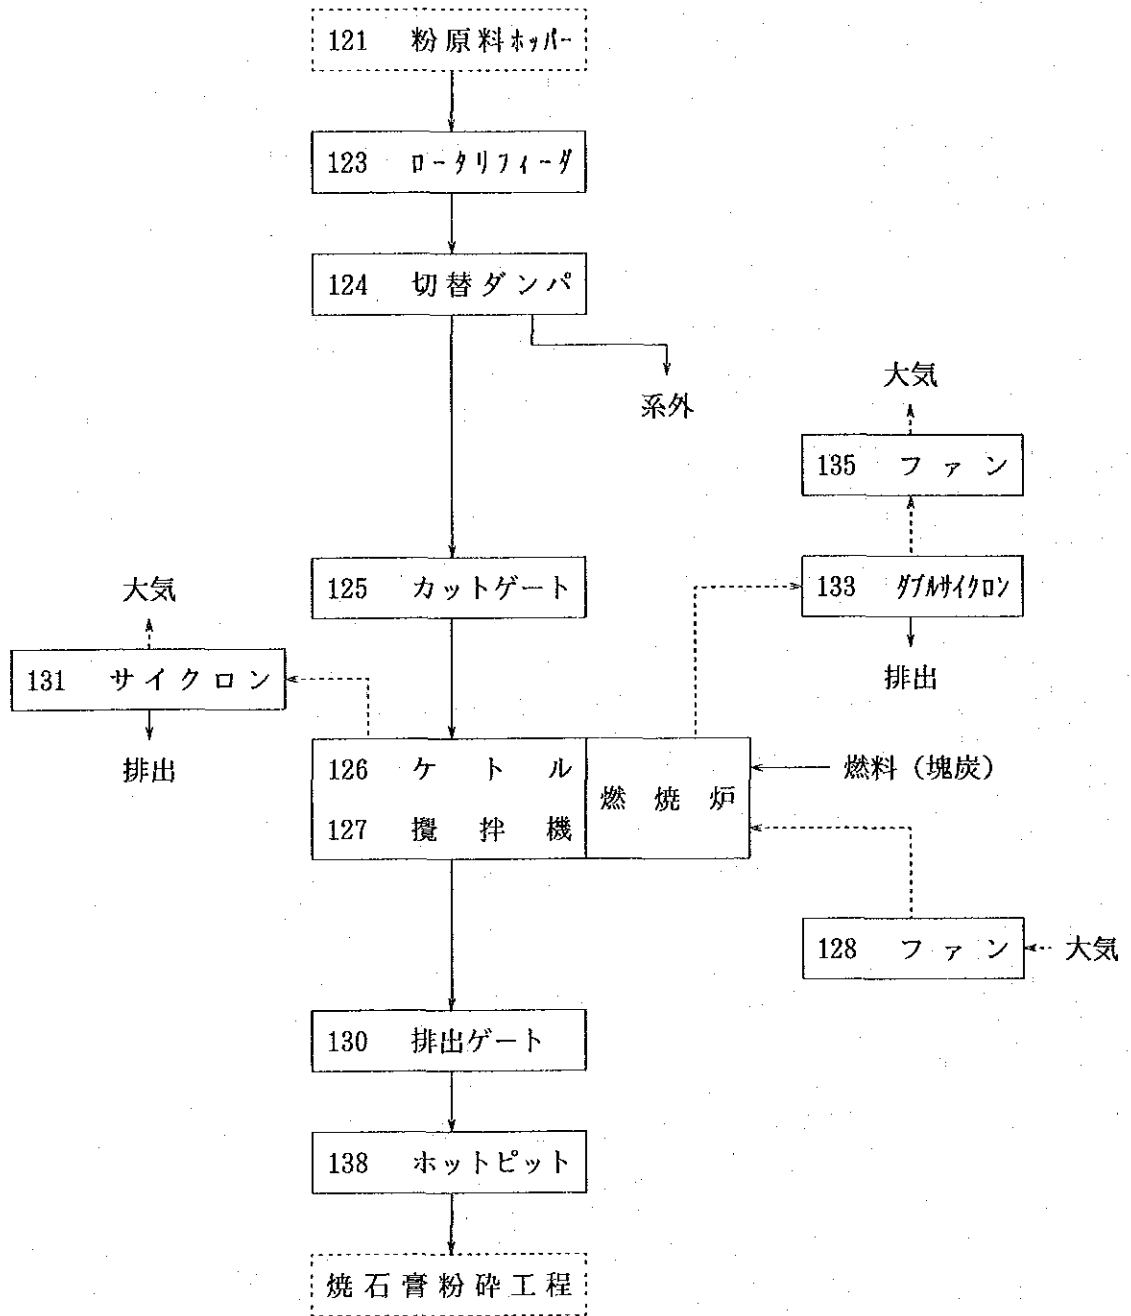 121 粉原料ホッパー
123 ロータリフィーダ
124 切替ダンパ
系外
大気
135 ファン
133 ダブルサイクロン
排出
125 カットゲート
大気
131 サイクロン
排出
126 ケトル
127 攪拌機
燃焼炉
燃料（塊炭）
128 ファン
大気
130 排出ゲート
138 ホットピット
焼石膏粉砕工程